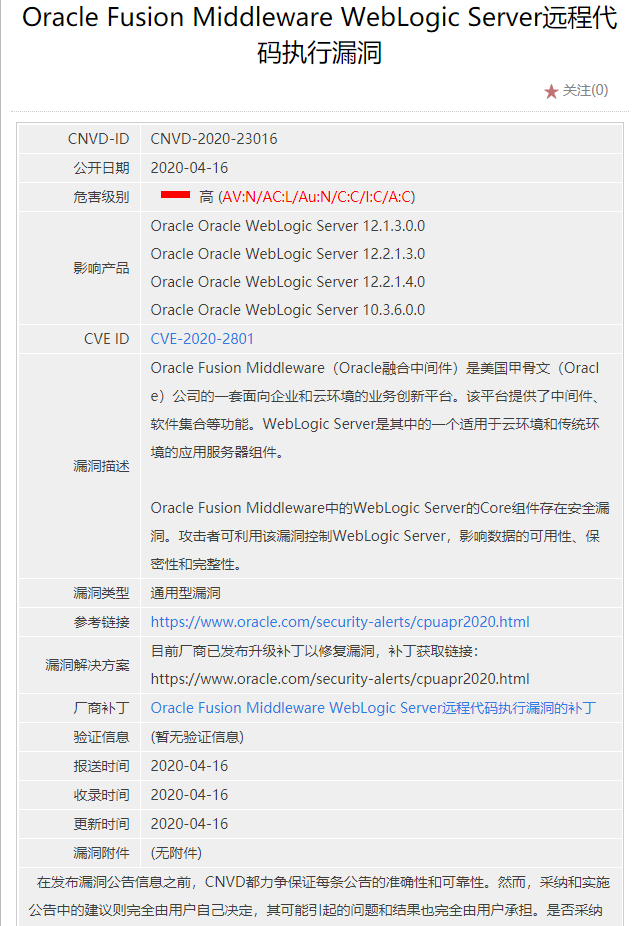 Oracle Fusion Middleware WebLogic Server远程代
码执行漏洞
关注(0)
CNVD-ID CNVD-2020-23016
公开日期 2020-04-16
危害级别 高 (AV:N/AC:L/Au:N/C:C/I:C/A:C)
影响产品
Oracle Oracle WebLogic Server 12.1.3.0.0
Oracle Oracle WebLogic Server 12.2.1.3.0
Oracle Oracle WebLogic Server 12.2.1.4.0
Oracle Oracle WebLogic Server 10.3.6.0.0
CVE ID CVE-2020-2801
漏洞描述
Oracle Fusion Middleware（Oracle融合中间件）是美国甲骨文（Oracl
e）公司的一套面向企业和云环境的业务创新平台。该平台提供了中间件、
软件集合等功能。WebLogic Server是其中的一个适用于云环境和传统环
境的应用服务器组件。
Oracle Fusion Middleware中的WebLogic Server的Core组件存在安全漏
洞。攻击者可利用该漏洞控制WebLogic Server，影响数据的可用性、保
密性和完整性。
漏洞类型 通用型漏洞
参考链接 https://www.oracle.com/security-alerts/cpuapr2020.html
漏洞解决方案
目前厂商已发布升级补丁以修复漏洞，补丁获取链接：
https://www.oracle.com/security-alerts/cpuapr2020.html
厂商补丁 Oracle Fusion Middleware WebLogic Server远程代码执行漏洞的补丁
验证信息 (暂无验证信息)
报送时间 2020-04-16
收录时间 2020-04-16
更新时间 2020-04-16
漏洞附件 (无附件)
在发布漏洞公告信息之前，CNVD都力争保证每条公告的准确性和可靠性。然而，采纳和实施
公告中的建议则完全由用户自己决定，其可能引起的问题和结果也完全由用户承担。是否采纳